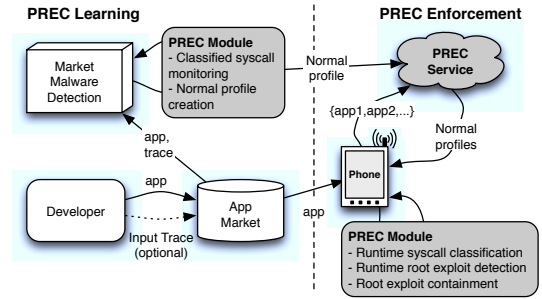 PREC Learning
PREC Enforcement
Market
Malware
Detection
PREC Module
- Classified syscall
monitoring
- Normal profile
creation
Normal
profile
PREC
Service
{app1,app2,...}
Normal
profiles
app,
trace
Phone
Developer
app
Input Trace
(optional)
App
Market
app
PREC Module
- Runtime syscall classification
- Runtime root exploit detection
- Root exploit containment